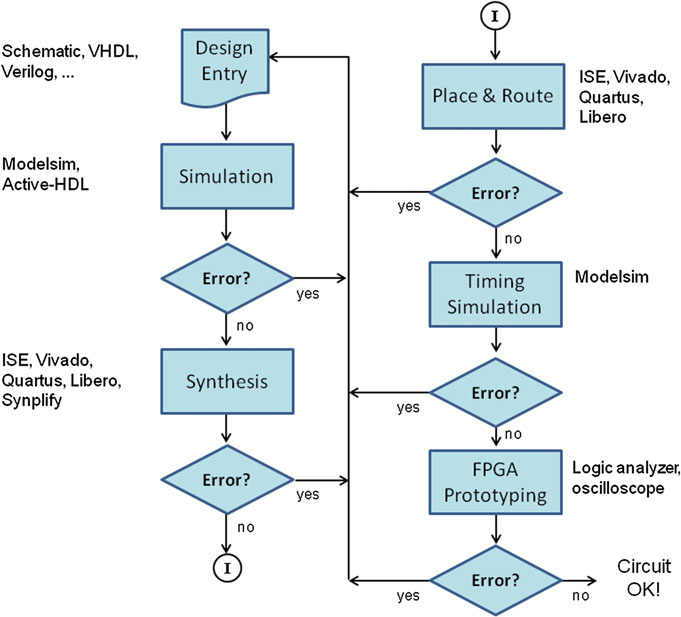 Schematic, VHDL,
Verilog, ...
Design
Entry
Modelsim,
Active-HDL
Simulation
Error?
yes
no
ISE, Vivado,
Quartus, Libero,
Synplify
Synthesis
Error?
yes
no
I
I
Place & Route
ISE, Vivado,
Quartus,
Libero
Error?
yes
no
Timing
Simulation
Modelsim
Error?
yes
no
FPGA
Prototyping
Logic analyzer,
oscilloscope
Error?
yes
no
Circuit
OK!